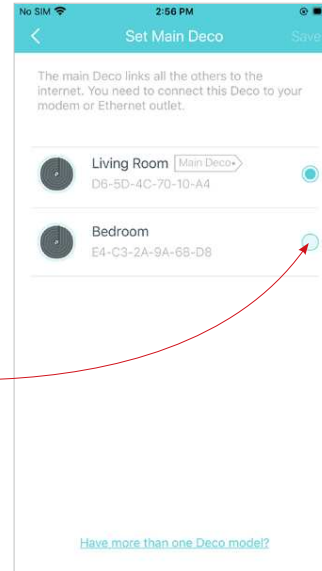 No SIM 2:56 PM
Set Main Deco Save
The main Deco links all the others to the
internet. You need to connect this Deco to your
modem or Ethernet outlet.
Living Room Main Deco
D6-5D-4C-70-10-A4
Bedroom
E4-C3-2A-9A-68-D8
Have more than one Deco model?